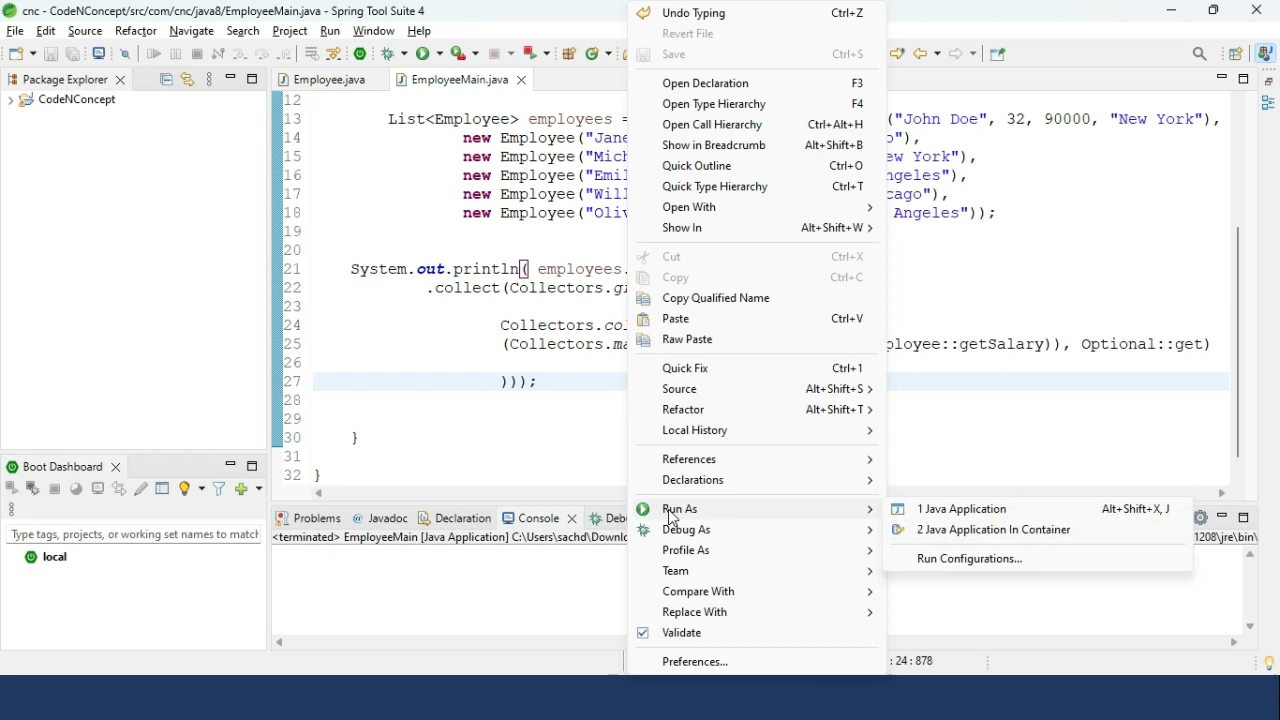 cnc - CodeNConcept/src/com/cnc/java8/EmployeeMain.java - Spring Tool Suite 4
File Edit Source Refactor Navigate Search Project Run Window Help
Package Explorer
CodeNConcept
Employee.java
EmployeeMain.java
12
13 List<Employee> employees = ("John Doe", 32, 90000, "New York"),
14 new Employee("Jane o"),
15 new Employee("Mich ew York"),
16 new Employee("Emil ngeles"),
17 new Employee("Will cago"),
18 new Employee("Oliv Angeles"));
19
20
21 System.out.println( employees.
22 .collect(Collectors.gr
23
24 Collectors.col
25 (Collectors.ma ployee::getSalary)), Optional::get)
26
27 )));
28
29
30 }
31
32 }
Undo Typing Ctrl+Z
Revert File
Save Ctrl+S
Open Declaration F3
Open Type Hierarchy F4
Open Call Hierarchy Ctrl+Alt+H
Show in Breadcrumb Alt+Shift+B
Quick Outline Ctrl+O
Quick Type Hierarchy Ctrl+T
Open With
Show In Alt+Shift+W
Cut Ctrl+X
Copy Ctrl+C
Copy Qualified Name
Paste Ctrl+V
Raw Paste
Quick Fix Ctrl+1
Source Alt+Shift+S
Refactor Alt+Shift+T
Local History
References
Declarations
Run As
Debug As
Profile As
Team
Compare With
Replace With
Validate
Preferences...
1 Java Application Alt+Shift+X, J
2 Java Application In Container
Run Configurations...
Boot Dashboard
Type tags, projects, or working set names to match
local
Problems Javadoc Declaration Console Debu
<terminated> EmployeeMain [Java Application] C:\Users\sachd\Downlo 1208\jre\bin\
: 24 : 878